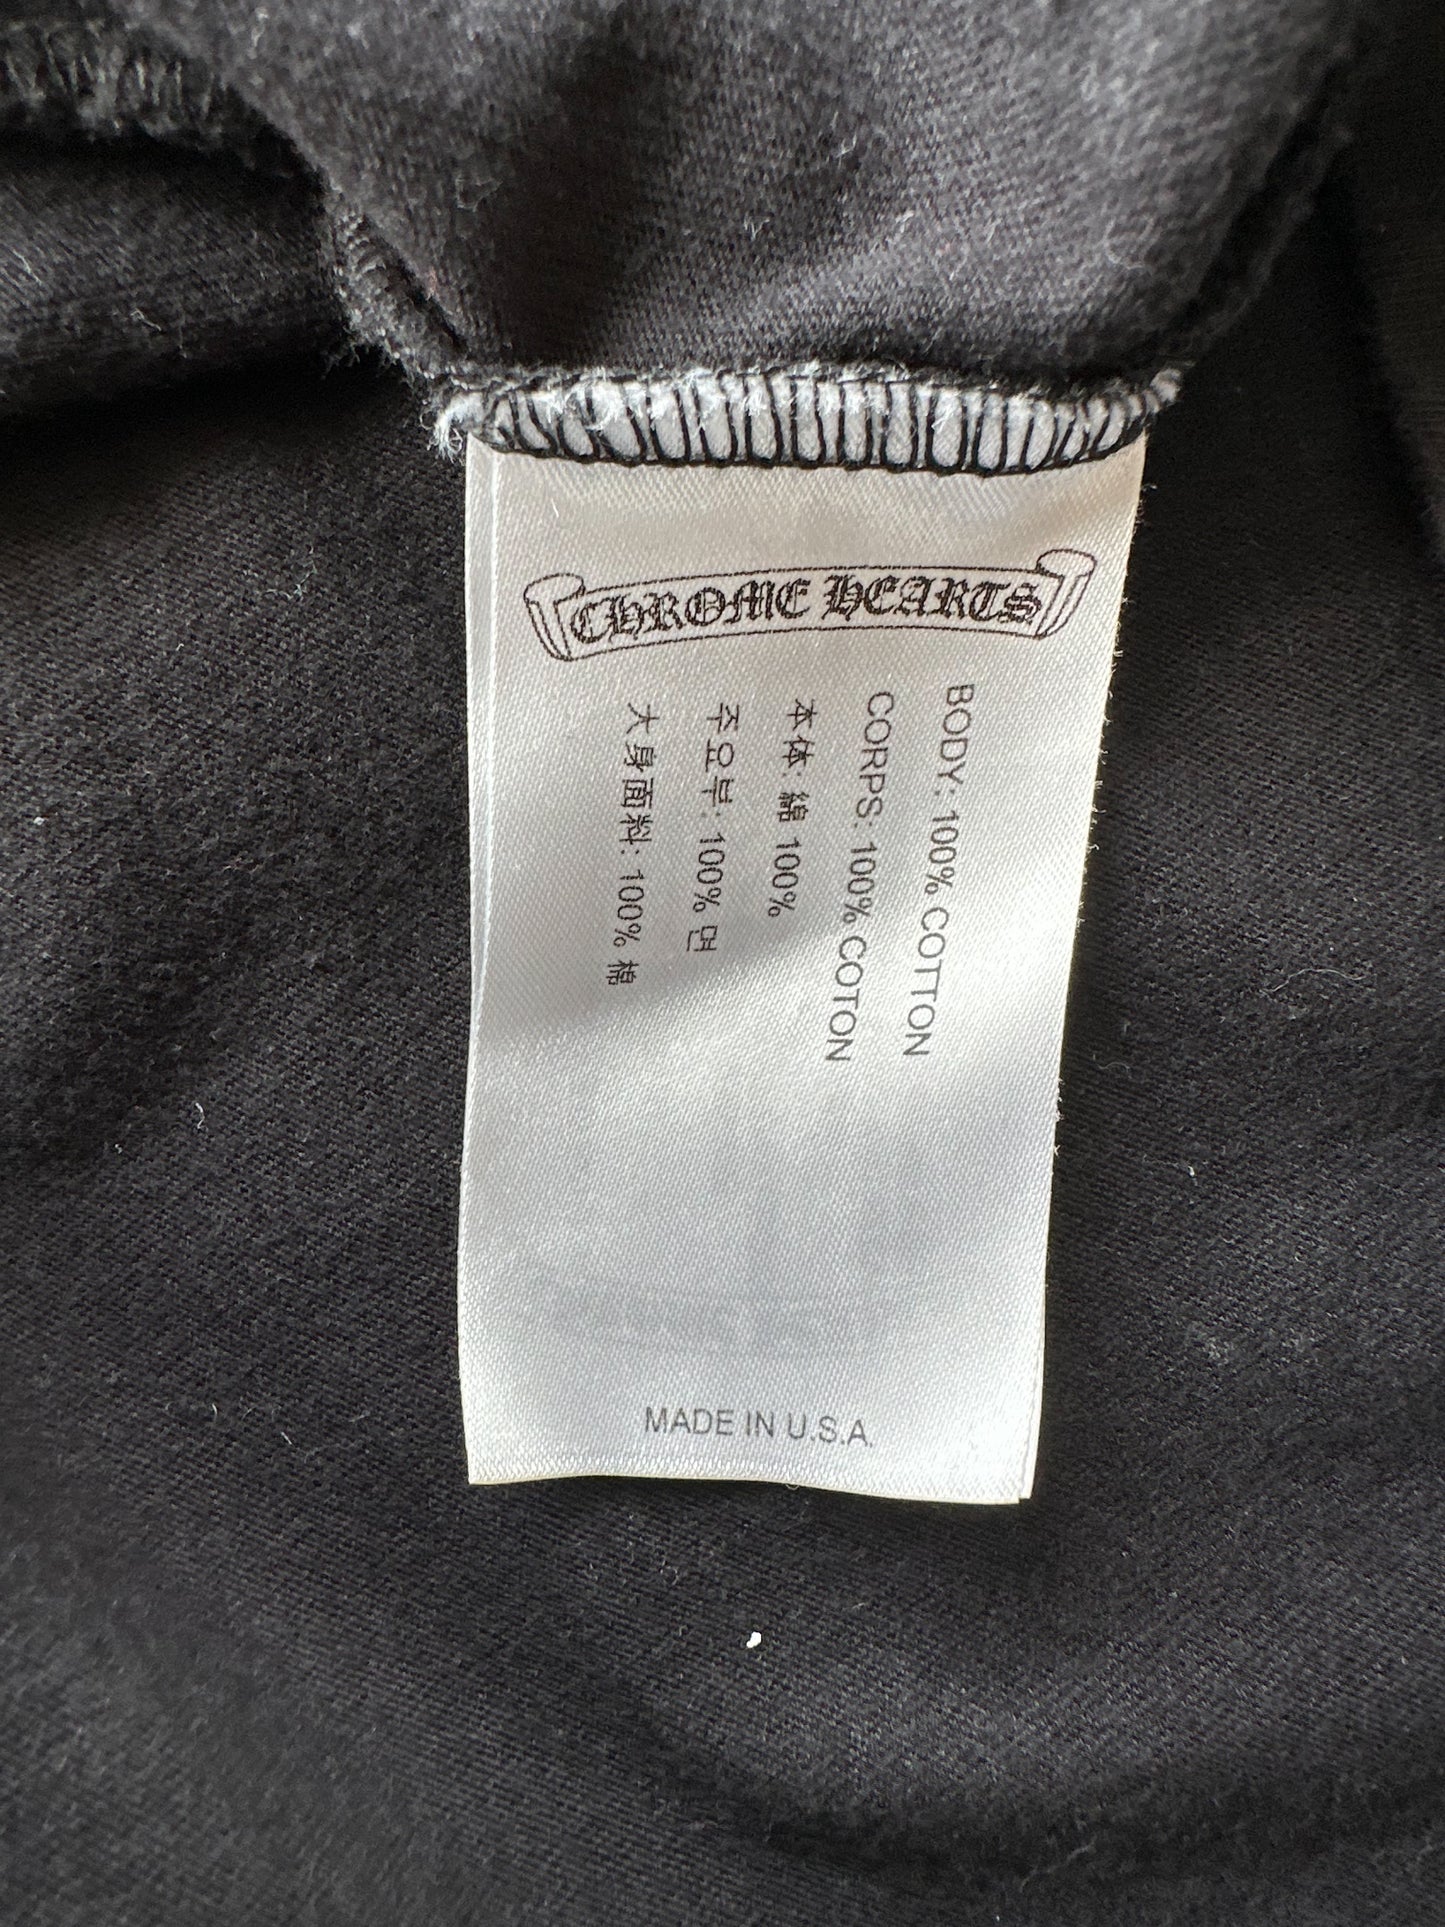 CHROME HEARTS
BODY: 100% COTTON
CORPS: 100% COTON
本体: 綿 100%
주요부: 100% 면
大身面料: 100% 棉
MADE IN U.S.A.